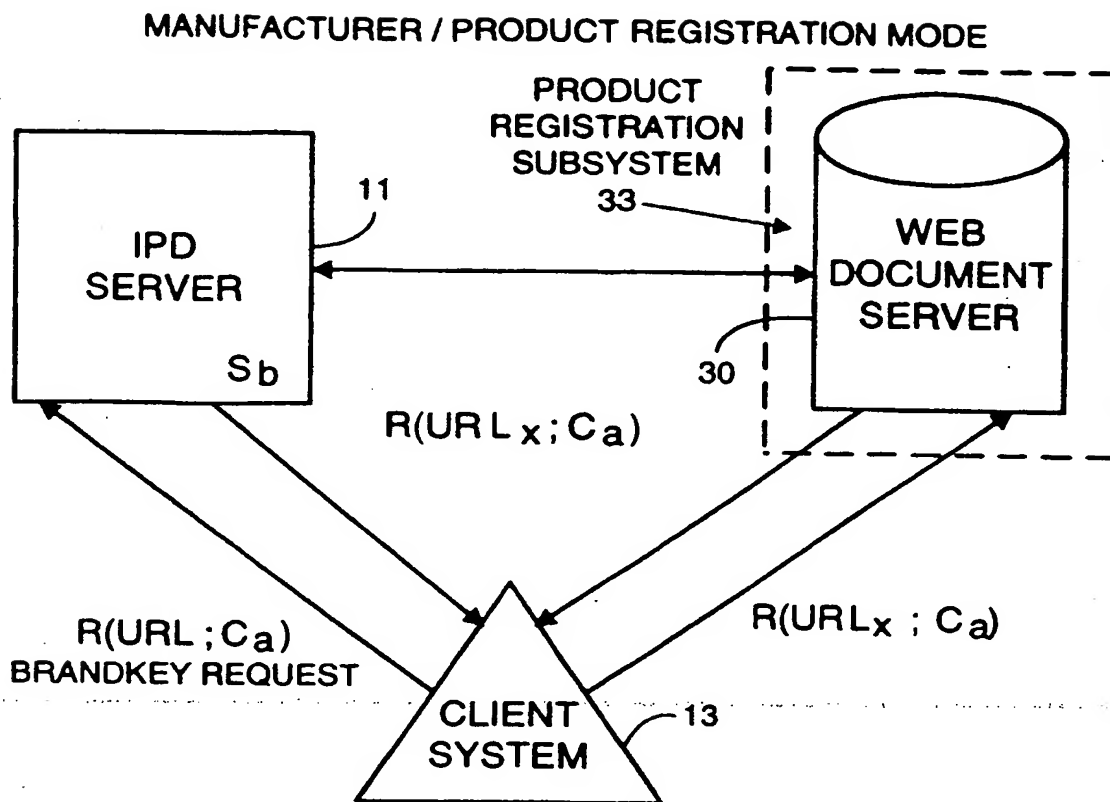 MANUFACTURER / PRODUCT REGISTRATION MODE
PRODUCT
REGISTRATION
SUBSYSTEM
33
11
IPD
SERVER
Sb
WEB
DOCUMENT
SERVER
30
R(URLx ; Ca)
R(URL ; Ca)
BRANDKEY REQUEST
R(URLx ; Ca)
CLIENT
SYSTEM
13